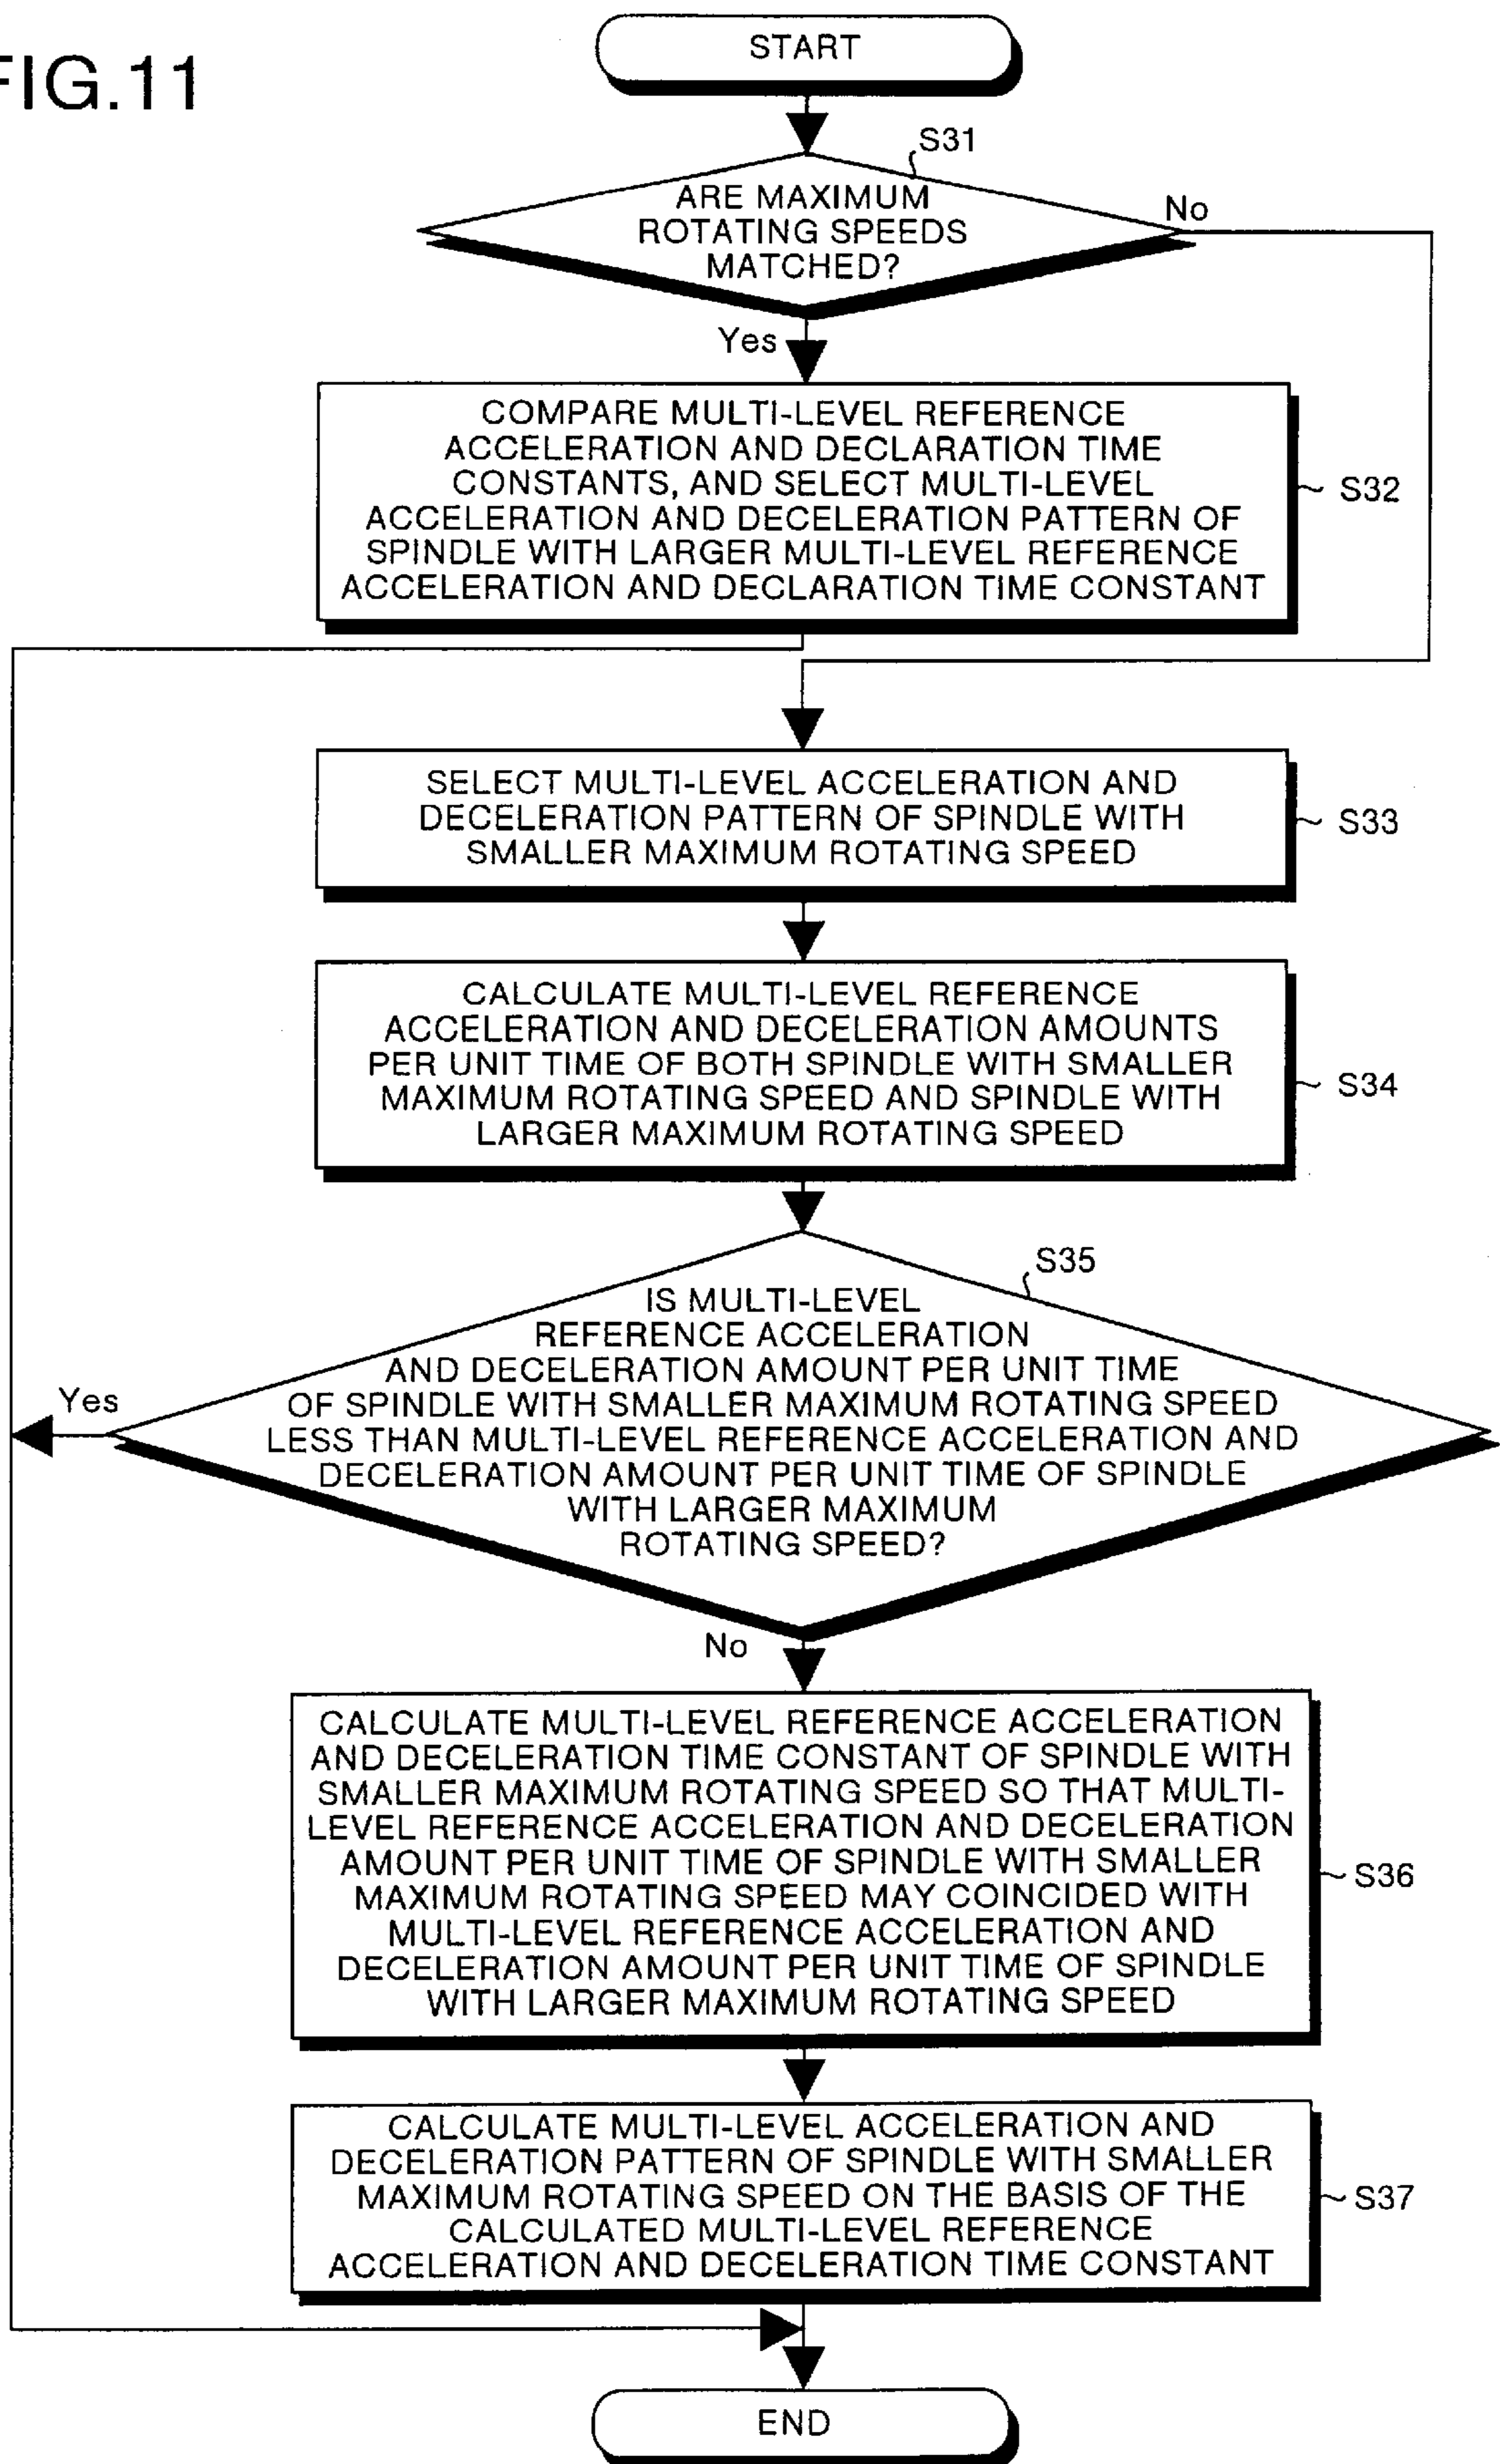 FIG.11
START
S31
ARE MAXIMUM
ROTATING SPEEDS
MATCHED?
No
Yes
COMPARE MULTI-LEVEL REFERENCE
ACCELERATION AND DECLARATION TIME
CONSTANTS, AND SELECT MULTI-LEVEL
ACCELERATION AND DECELERATION PATTERN OF
SPINDLE WITH LARGER MULTI-LEVEL REFERENCE
ACCELERATION AND DECLARATION TIME CONSTANT
S32
SELECT MULTI-LEVEL ACCELERATION AND
DECELERATION PATTERN OF SPINDLE WITH
SMALLER MAXIMUM ROTATING SPEED
S33
CALCULATE MULTI-LEVEL REFERENCE
ACCELERATION AND DECELERATION AMOUNTS
PER UNIT TIME OF BOTH SPINDLE WITH SMALLER
MAXIMUM ROTATING SPEED AND SPINDLE WITH
LARGER MAXIMUM ROTATING SPEED
S34
S35
IS MULTI-LEVEL
REFERENCE ACCELERATION
AND DECELERATION AMOUNT PER UNIT TIME
OF SPINDLE WITH SMALLER MAXIMUM ROTATING SPEED
LESS THAN MULTI-LEVEL REFERENCE ACCELERATION AND
DECELERATION AMOUNT PER UNIT TIME OF SPINDLE
WITH LARGER MAXIMUM
ROTATING SPEED?
Yes
No
CALCULATE MULTI-LEVEL REFERENCE ACCELERATION
AND DECELERATION TIME CONSTANT OF SPINDLE WITH
SMALLER MAXIMUM ROTATING SPEED SO THAT MULTI-
LEVEL REFERENCE ACCELERATION AND DECELERATION
AMOUNT PER UNIT TIME OF SPINDLE WITH SMALLER
MAXIMUM ROTATING SPEED MAY COINCIDED WITH
MULTI-LEVEL REFERENCE ACCELERATION AND
DECELERATION AMOUNT PER UNIT TIME OF SPINDLE
WITH LARGER MAXIMUM ROTATING SPEED
S36
CALCULATE MULTI-LEVEL ACCELERATION AND
DECELERATION PATTERN OF SPINDLE WITH SMALLER
MAXIMUM ROTATING SPEED ON THE BASIS OF THE
CALCULATED MULTI-LEVEL REFERENCE
ACCELERATION AND DECELERATION TIME CONSTANT
S37
END